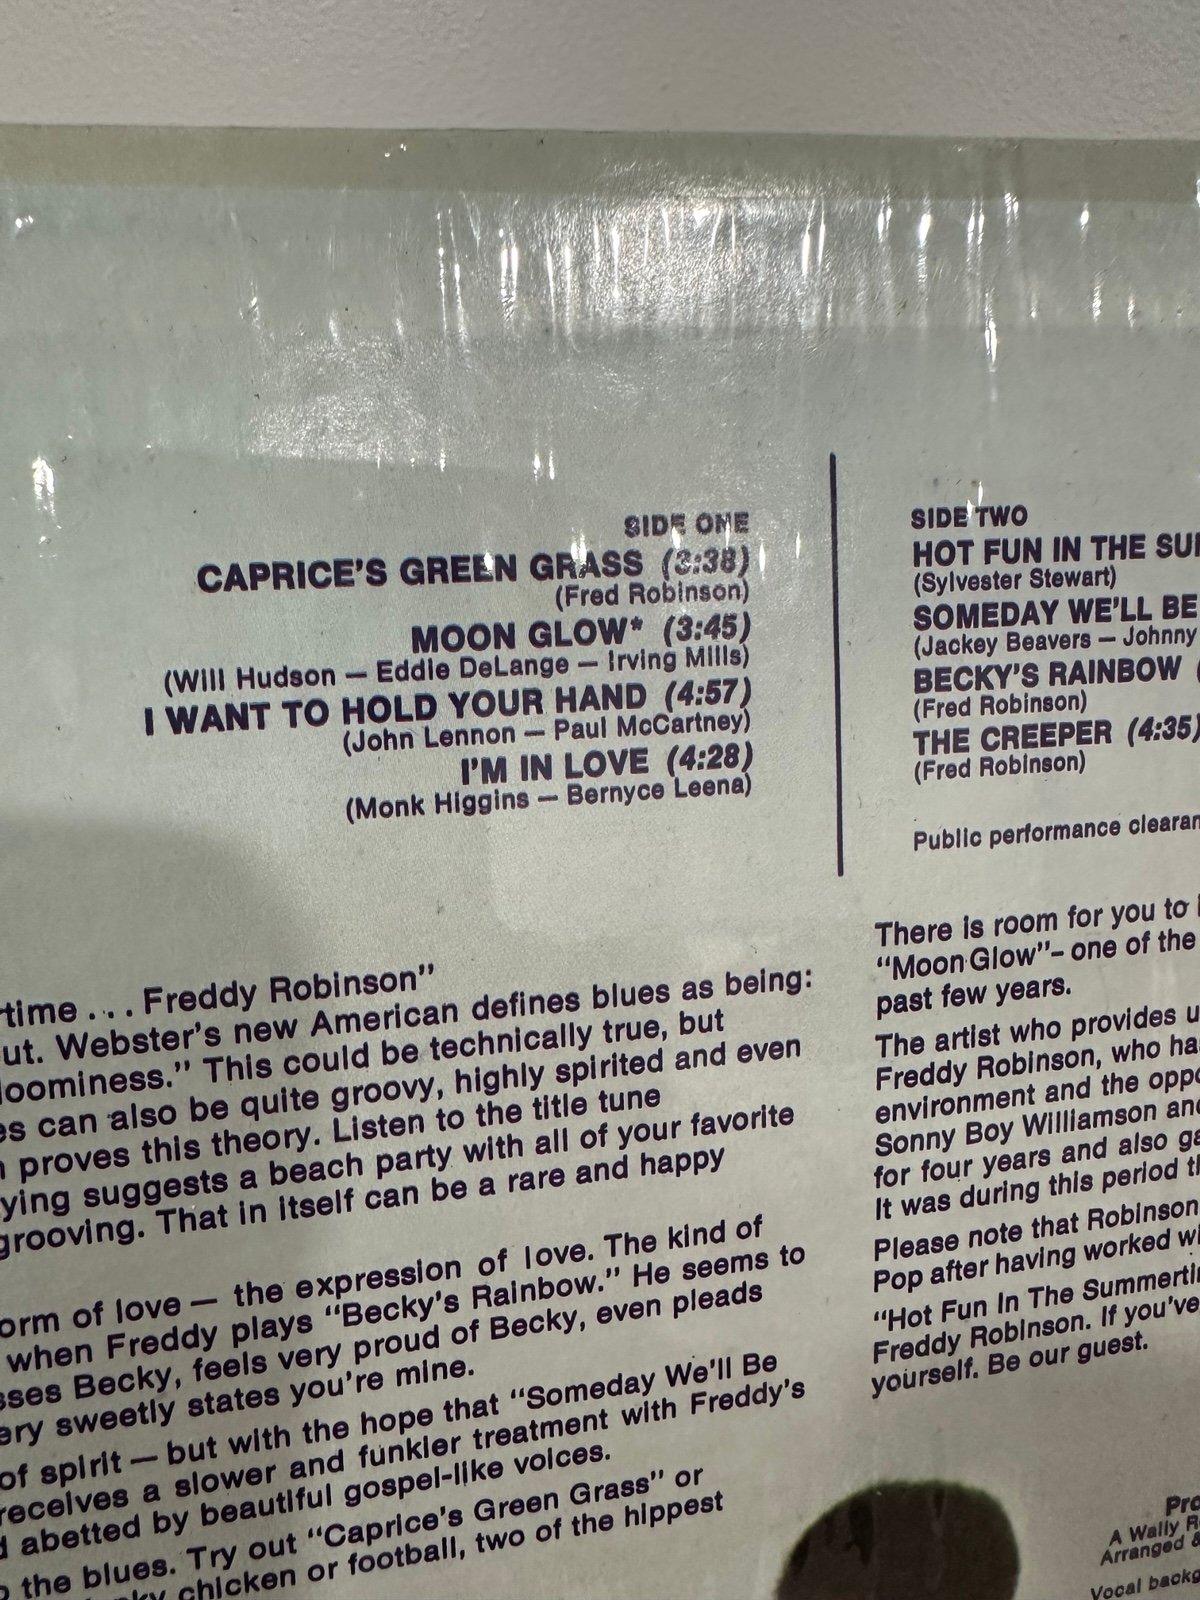 SIDE ONE
CAPRICE'S GREEN GRASS (3:38)
(Fred Robinson)
MOON GLOW* (3:45)
(Will Hudson — Eddie DeLange — Irving Mills)
I WANT TO HOLD YOUR HAND (4:57)
(John Lennon — Paul McCartney)
I'M IN LOVE (4:28)
(Monk Higgins — Bernyce Leena)
SIDE TWO
HOT FUN IN THE
(Sylvester Stewart)
SOMEDAY WE'LL BE
(Jackey Beavers — Johnny
BECKY'S RAINBOW
(Fred Robinson)
THE CREEPER (4:35)
(Fred Robinson)
Public performance
Freddy Robinson"
Webster's new American defines blues as being:
This could be technically true, but
can also be quite groovy, highly spirited and even
proves this theory. Listen to the title tune
suggests a beach party with all of your favorite
grooving. That in itself can be a rare and happy
of love — the expression of love. The kind of
when Freddy plays "Becky's Rainbow." He seems to
Becky, feels very proud of Becky, even pleads
sweetly states you're mine.
of spirit — but with the hope that "Someday We'll Be
receives a slower and funkier treatment with Freddy's
abetted by beautiful gospel-like voices.
the blues. Try out "Caprice's Green Grass" or
chicken or football, two of the hippest
There is room for you to
"Moon Glow"– one of the
past few years.
The artist who provides
Freddy Robinson, who
environment and the
Sonny Boy Williamson
for four years and also
It was during this period
Please note that Robinson
Pop after having worked
"Hot Fun In The
Freddy Robinson. If you've
yourself. Be our guest.
A Wally
Arranged
Vocal